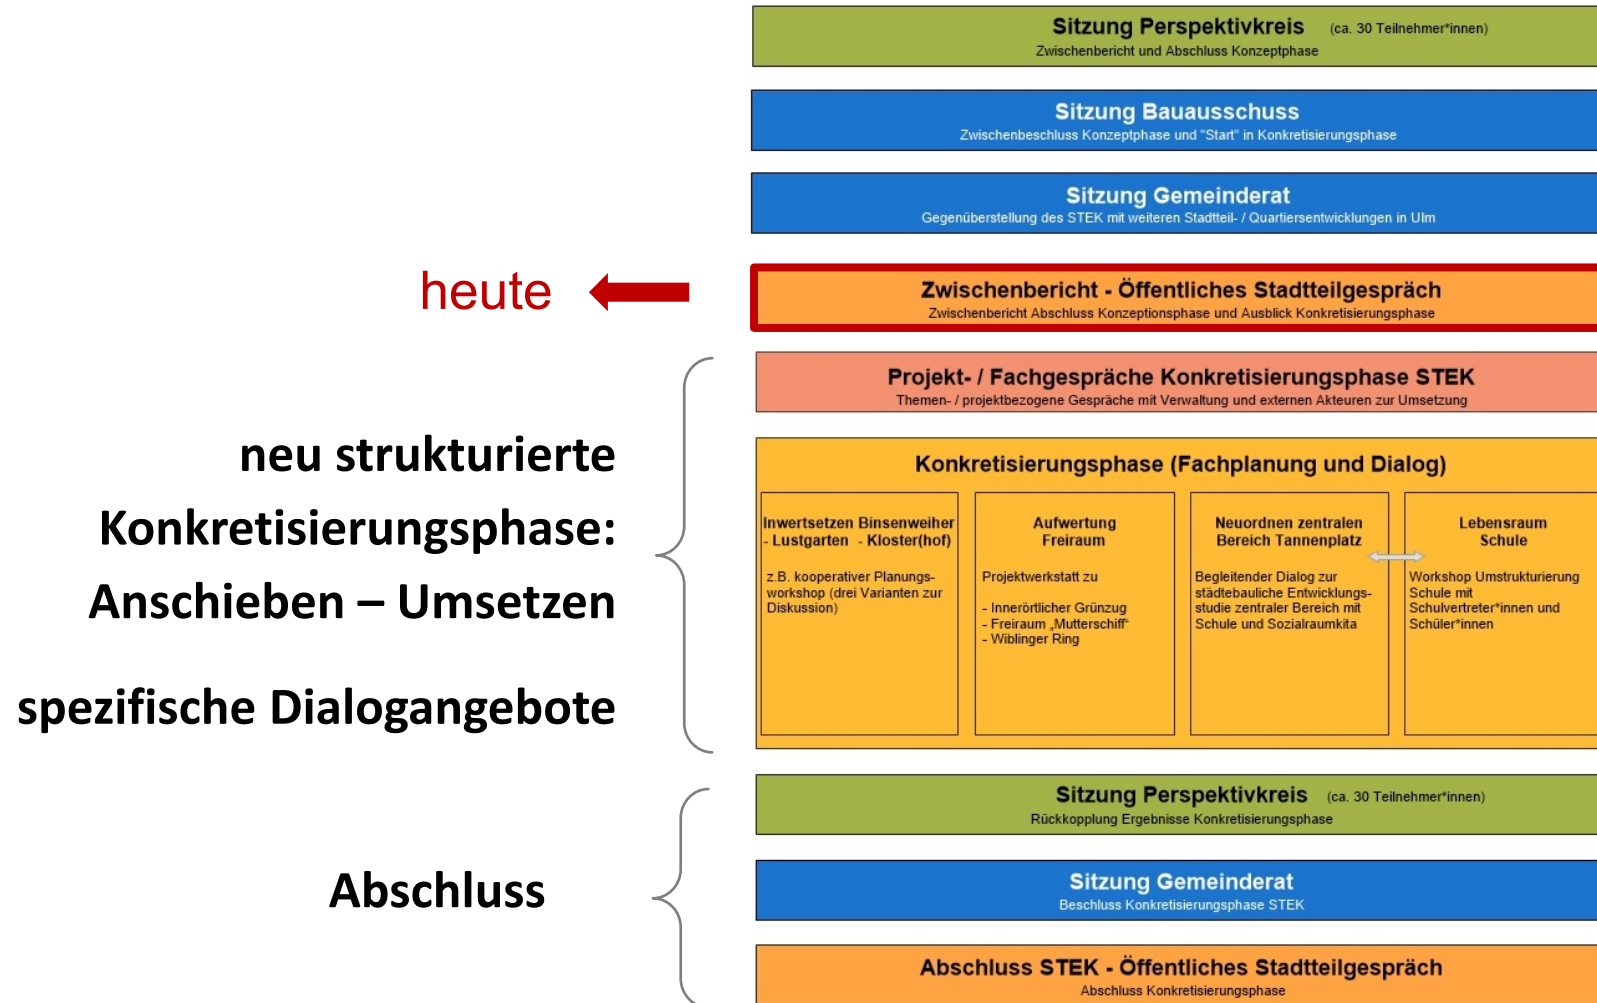 Sitzung Perspektivkreis (ca. 30 Teilnehmer*innen)
Zwischenbericht und Abschluss Konzeptphase
Sitzung Bauausschuss
Zwischenbeschluss Konzeptphase und "Start" in Konkretisierungsphase
Sitzung Gemeinderat
Gegenüberstellung des STEK mit weiteren Stadtteil- / Quartiersentwicklungen in Ulm
heute
Zwischenbericht - Öffentliches Stadtteilgespräch
Zwischenbericht Abschluss Konzeptionsphase und Ausblick Konkretisierungsphase
Projekt- / Fachgespräche Konkretisierungsphase STEK
Themen- / projektbezogene Gespräche mit Verwaltung und externen Akteuren zur Umsetzung
neu strukturierte
Konkretisierungsphase:
Anschieben – Umsetzen
spezifische Dialogangebote
Konkretisierungsphase (Fachplanung und Dialog)
Inwertsetzen Binsenweiher
- Lustgarten - Kloster(hof)
z.B. kooperativer Planungs-
workshop (drei Varianten zur
Diskussion)
Aufwertung
Freiraum
Projektwerkstatt zu
- Innerörtlicher Grünzug
- Freiraum „Mutterschiff“
- Wiblinger Ring
Neuordnen zentralen
Bereich Tannenplatz
Begleitender Dialog zur
städtebauliche Entwicklungs-
studie zentraler Bereich mit
Schule und Sozialraumkita
Lebensraum
Schule
Workshop Umstrukturierung
Schule mit
Schulvertreter*innen und
Schüler*innen
Abschluss
Sitzung Perspektivkreis (ca. 30 Teilnehmer*innen)
Rückkopplung Ergebnisse Konkretisierungsphase
Sitzung Gemeinderat
Beschluss Konkretisierungsphase STEK
Abschluss STEK - Öffentliches Stadtteilgespräch
Abschluss Konkretisierungsphase